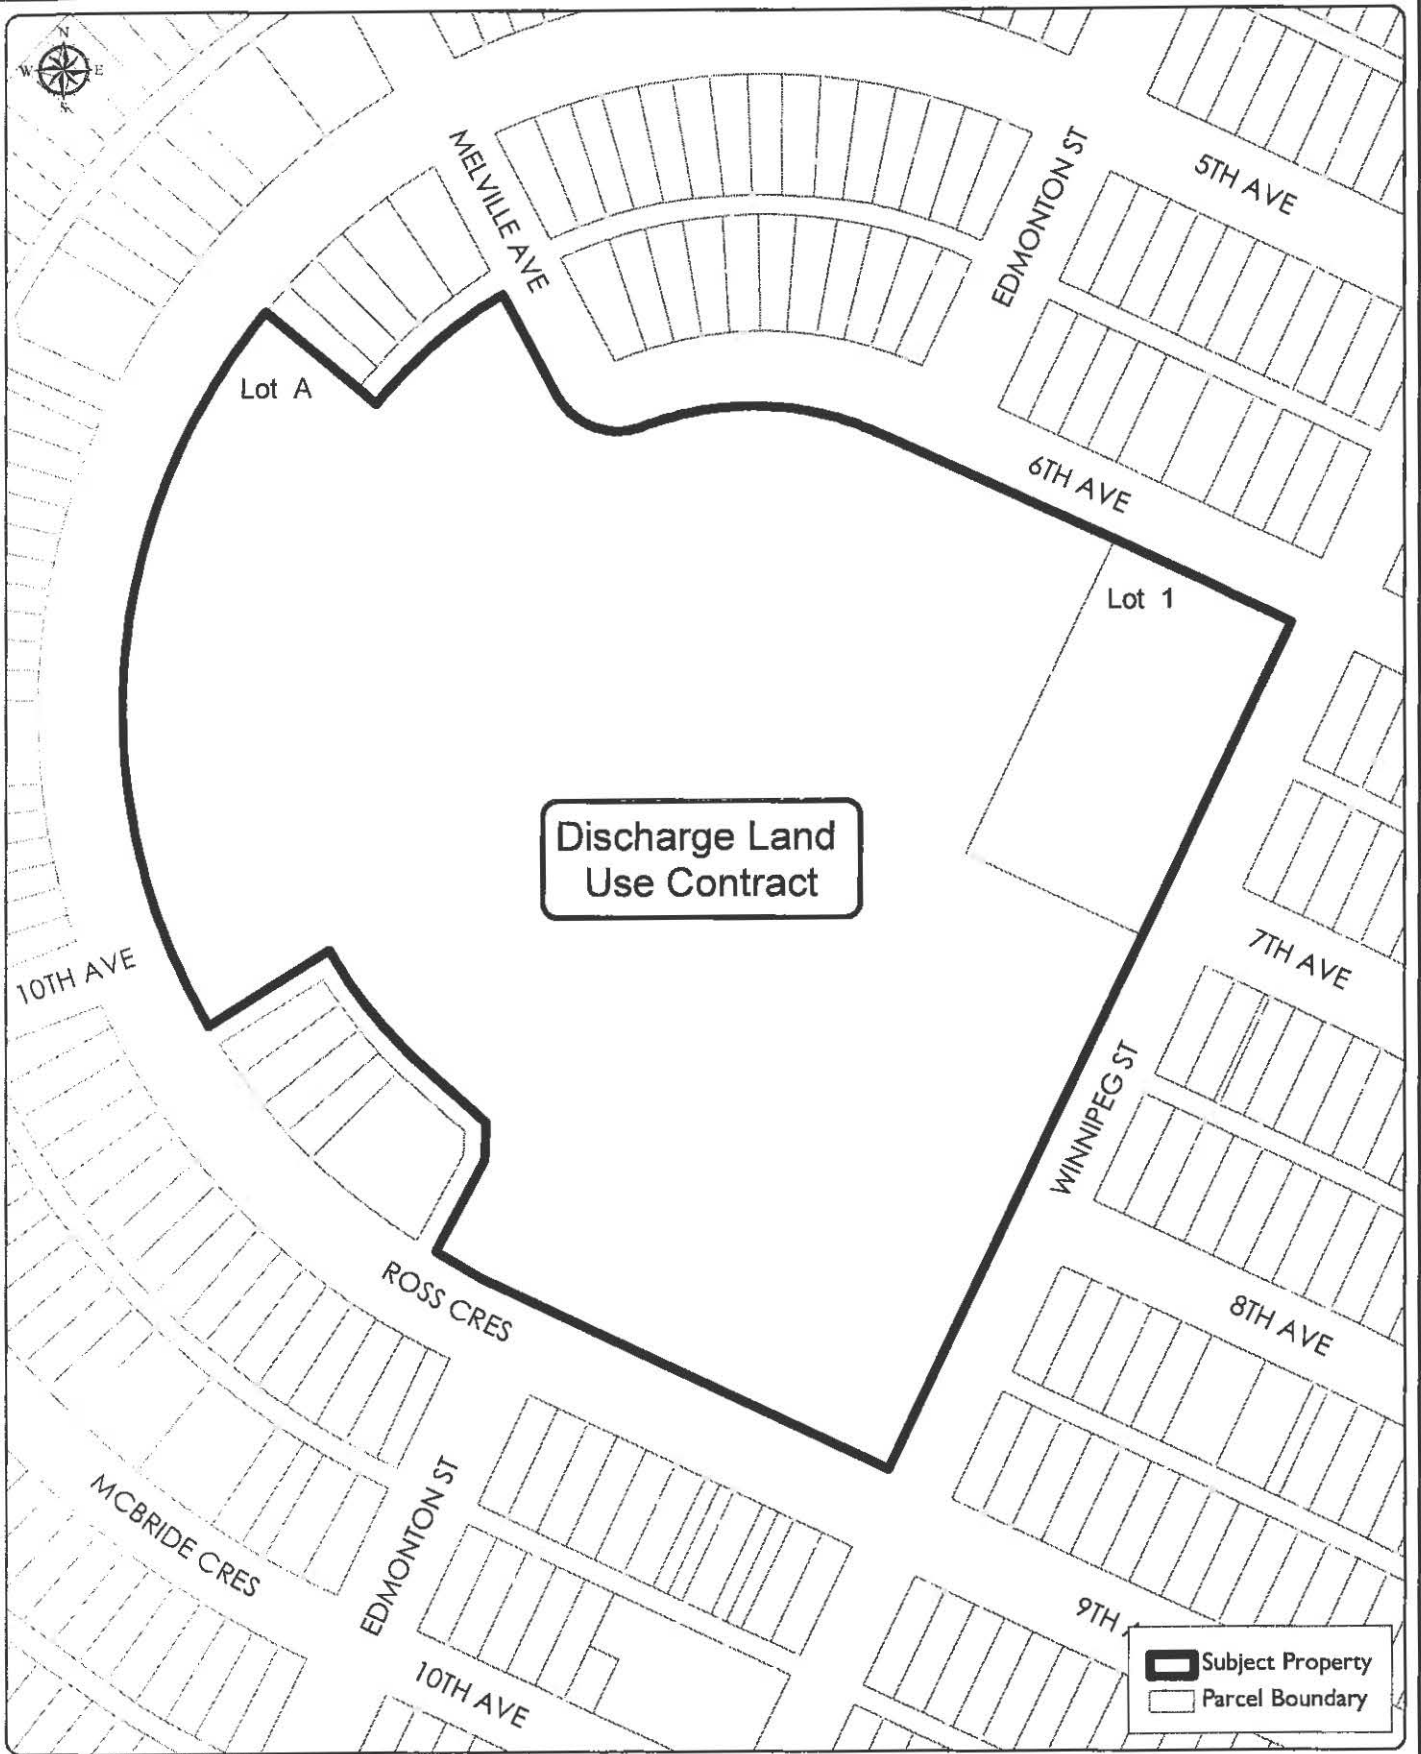 N
W E
S
MELVILLE AVE
EDMONTON ST
5TH AVE
Lot A
6TH AVE
Lot 1
Discharge Land
Use Contract
7TH AVE
10TH AVE
WINNIPEG ST
ROSS CRES
8TH AVE
MCBRIDE CRES
EDMONTON ST
9TH
10TH AVE
Subject Property
Parcel Boundary